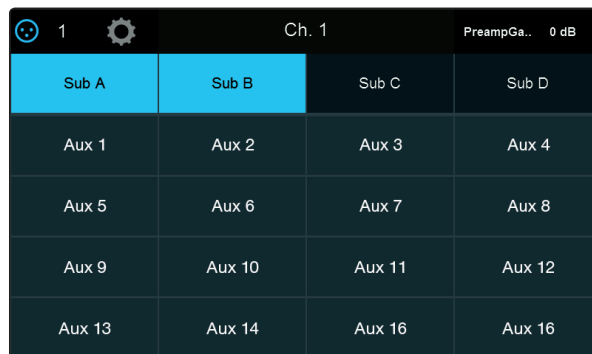 1 Ch. 1 PreampGa.. 0 dB
Sub A Sub B Sub C Sub D
Aux 1 Aux 2 Aux 3 Aux 4
Aux 5 Aux 6 Aux 7 Aux 8
Aux 9 Aux 10 Aux 11 Aux 12
Aux 13 Aux 14 Aux 16 Aux 16